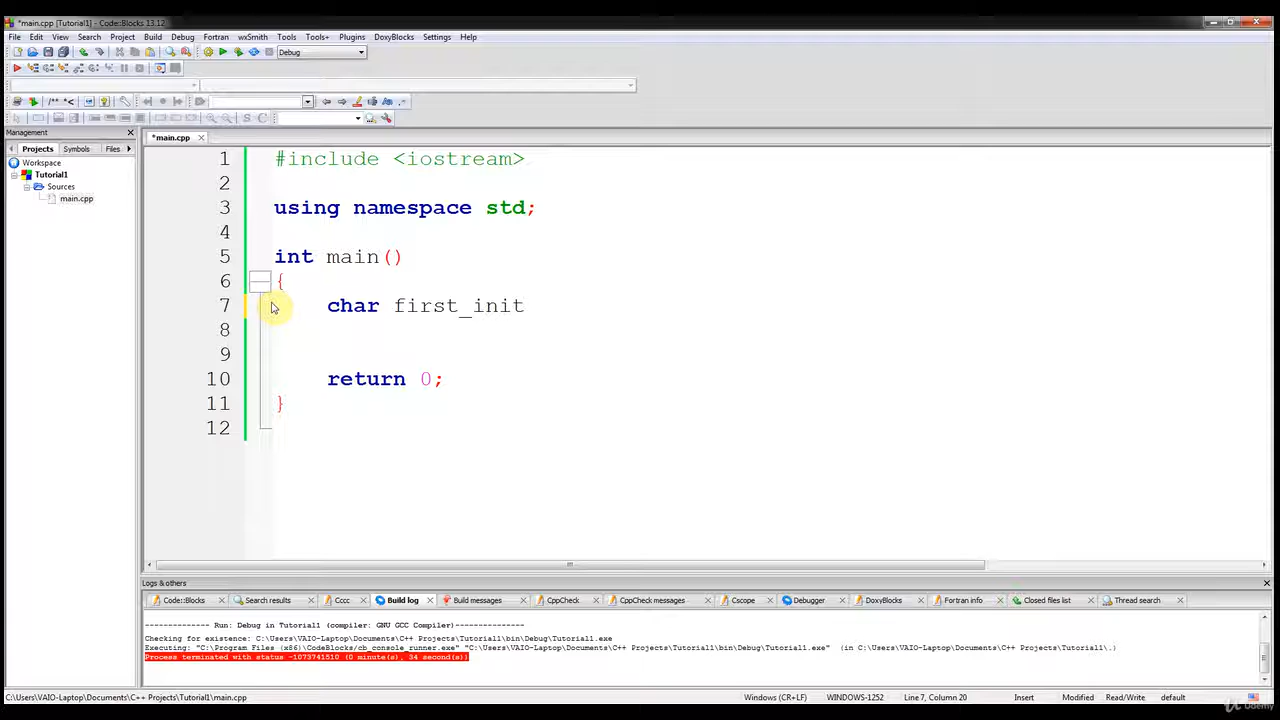 *main.cpp [Tutorial1] - Code::Blocks 13.12
File Edit View Search Project Build Debug Fortran wxSmith Tools Tools+ Plugins DoxyBlocks Settings Help
Debug
Management
*main.cpp
Projects Symbols Files
Workspace
Tutorial1
Sources
main.cpp
1 #include <iostream>
2
3 using namespace std;
4
5 int main()
6 {
7 char first_init
8
9
10 return 0;
11 }
12
Logs & others
Code::Blocks Search results Cccc Build log Build messages CppCheck CppCheck messages Cscope Debugger DoxyBlocks Fortran info Closed files list Thread search
-------------- Run: Debug in Tutorial1 (compiler: GNU GCC Compiler)---------------
Checking for existence: C:\Users\VAIO-Laptop\Documents\C++ Projects\Tutorial1\bin\Debug\Tutorial1.exe
Executing: "C:\Program Files (x86)\CodeBlocks/cb_console_runner.exe" "C:\Users\VAIO-Laptop\Documents\C++ Projects\Tutorial1\bin\Debug\Tutorial1.exe" (in C:\Users\VAIO-Laptop\Documents\C++ Projects\Tutorial1\.)
Process terminated with status -1073741510 (0 minute(s), 34 second(s))
C:\Users\VAIO-Laptop\Documents\C++ Projects\Tutorial1\main.cpp Windows (CR+LF) WINDOWS-1252 Line 7, Column 20 Insert Modified Read/Write default
Udemy